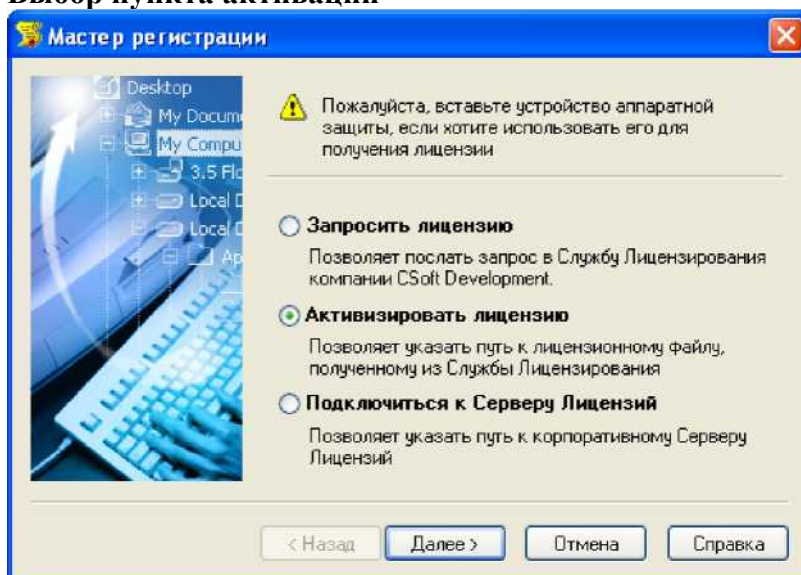 Выбор пункта активации
Мастер регистрации
Desktop
My Docum
My Compu
3.5 Flo
Local D
Local D
Ap
Пожалуйста, вставьте устройство аппаратной
защиты, если хотите использовать его для
получения лицензии
Запросить лицензию
Позволяет послать запрос в Службу Лицензирования
компании CSoft Development.
Активизировать лицензию
Позволяет указать путь к лицензионному файлу,
полученному из Службы Лицензирования
Подключиться к Серверу Лицензий
Позволяет указать путь к корпоративному Серверу
Лицензий
< Назад Далее > Отмена Справка